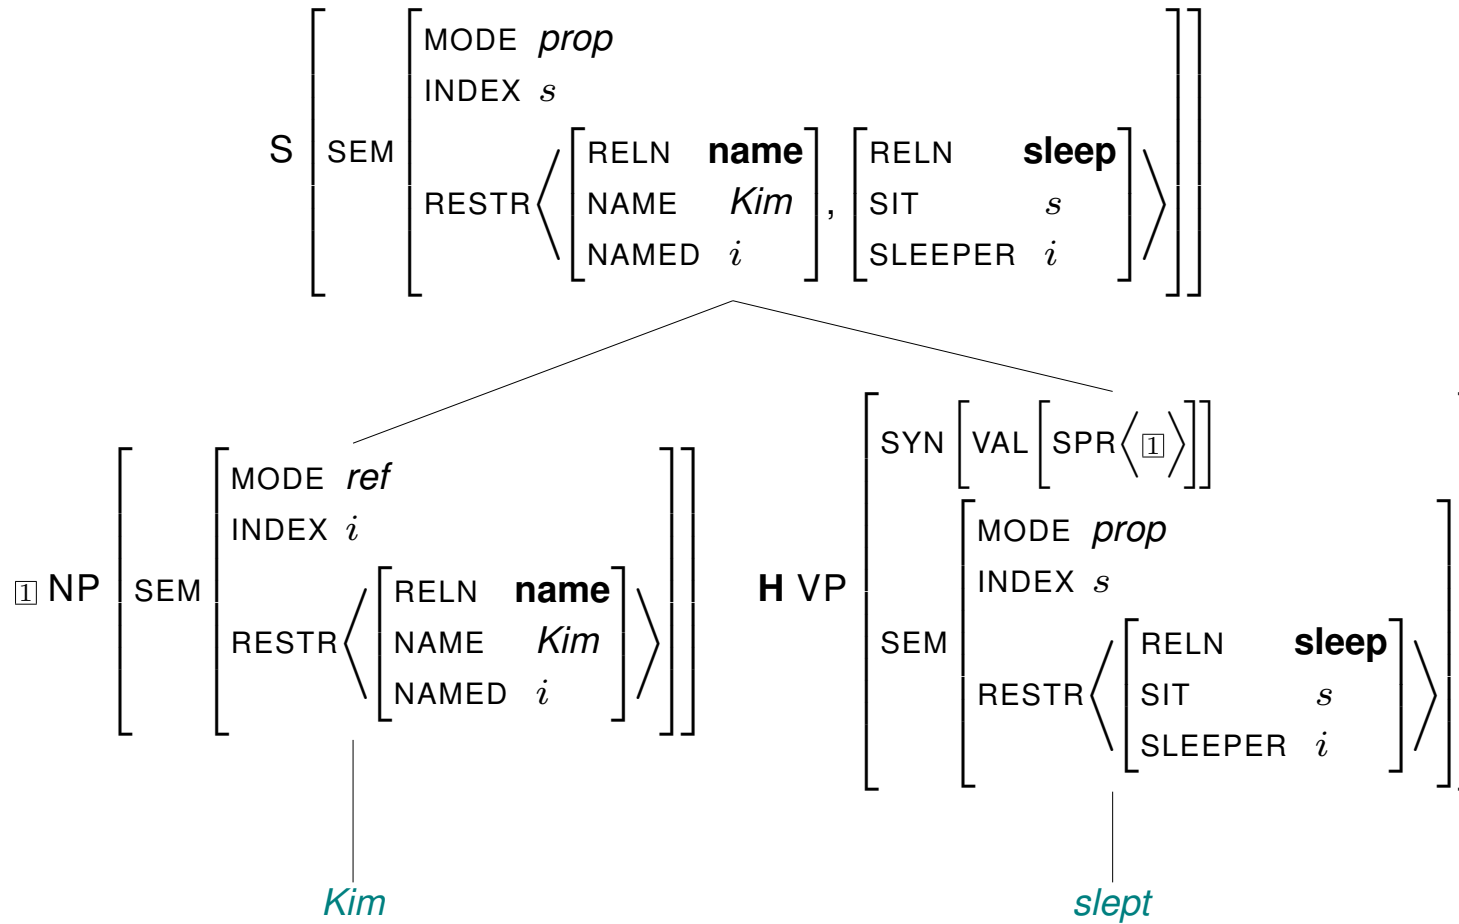 MODE prop
INDEX s
S SEM RELN name RELN sleep
RESTR NAME Kim , SIT s
NAMED i SLEEPER i
SYN VAL SPR 1
MODE ref
INDEX i
MODE prop
INDEX s
1 NP SEM RELN name
RESTR NAME Kim
NAMED i
H VP SEM RELN sleep
RESTR SIT s
SLEEPER i
Kim slept